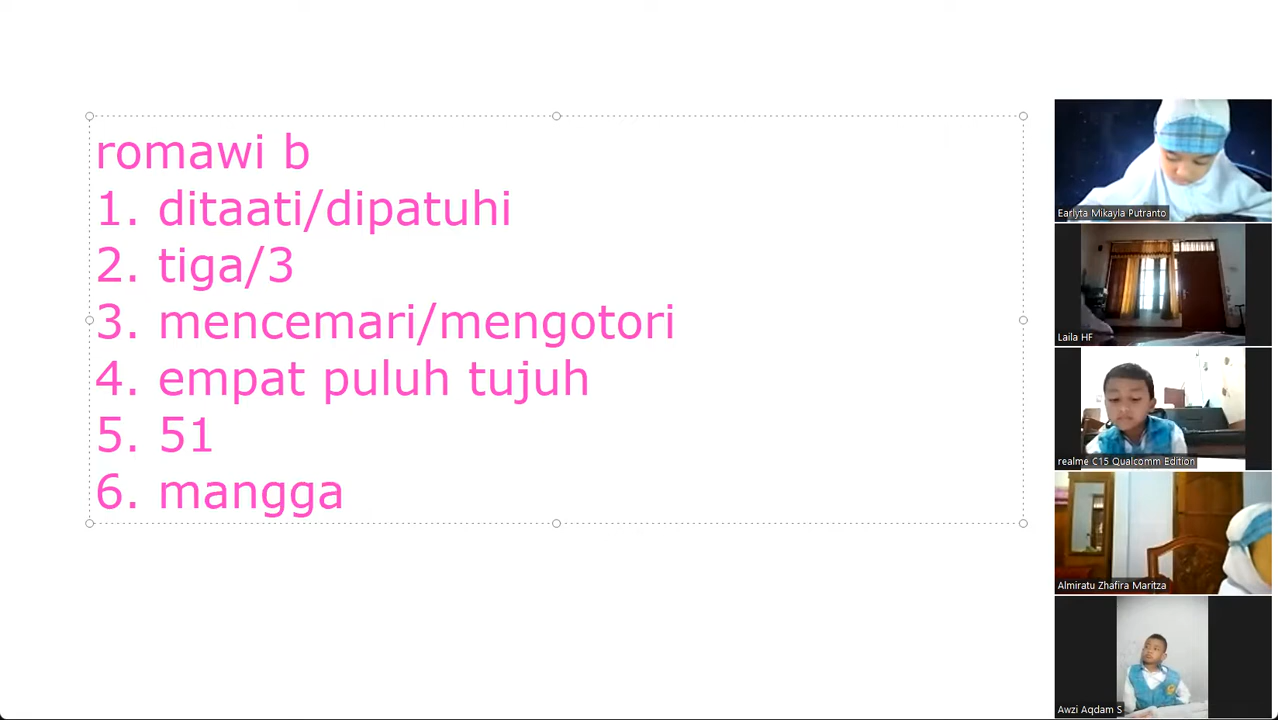 romawi b
1. ditaati/dipatuhi
2. tiga/3
3. mencemari/mengotori
4. empat puluh tujuh
5. 51
6. mangga
Earlyta Mikayla Putranto
Laila HF
realme C15 Qualcomm Edition
Almiratu Zhafira Maritza
Awzi Aqdam S